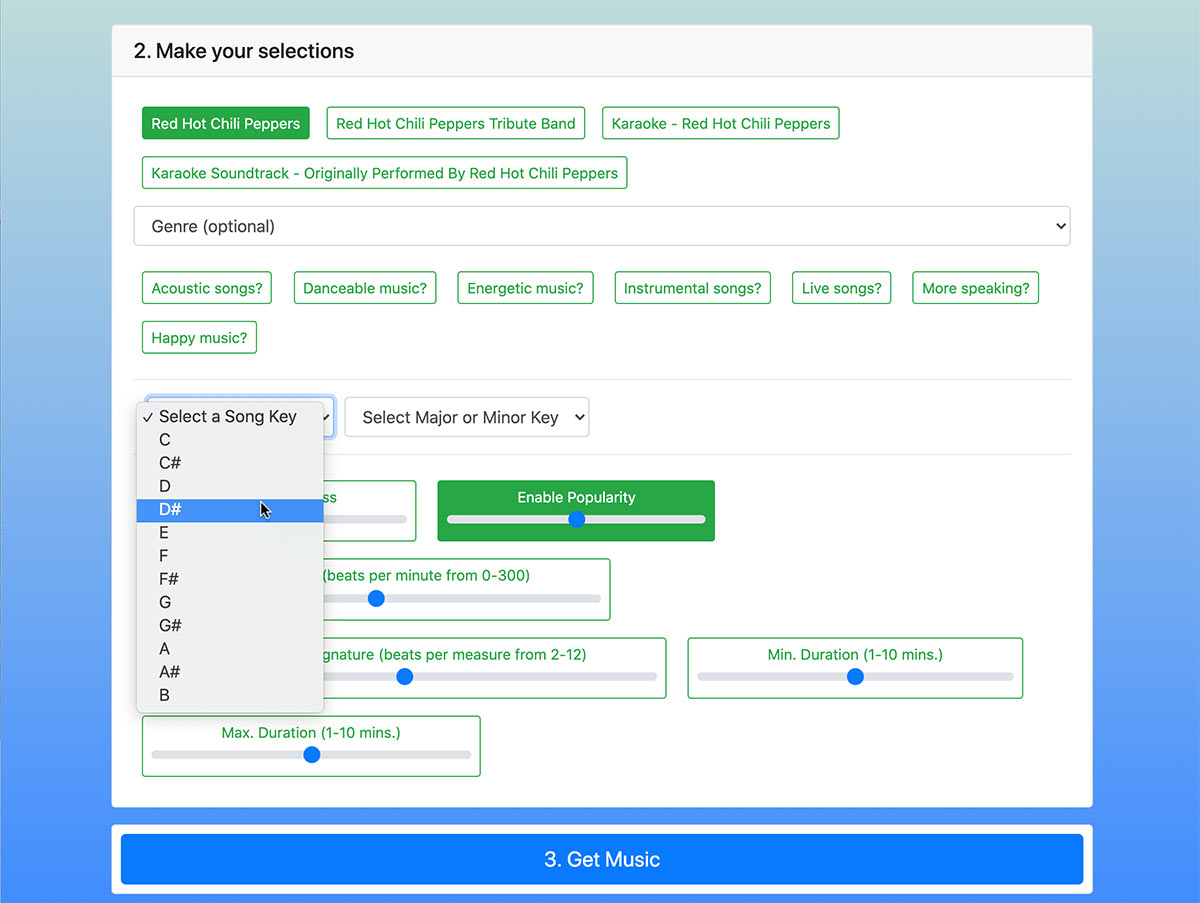 2. Make your selections
Red Hot Chili Peppers
Red Hot Chili Peppers Tribute Band
Karaoke - Red Hot Chili Peppers
Karaoke Soundtrack - Originally Performed By Red Hot Chili Peppers
Genre (optional)
Acoustic songs?
Danceable music?
Energetic music?
Instrumental songs?
Live songs?
More speaking?
Happy music?
✓ Select a Song Key
C
C#
D
D#
E
F
F#
G
G#
A
A#
B
Select Major or Minor Key
Enable Popularity
(beats per minute from 0-300)
(beats per measure from 2-12)
Min. Duration (1-10 mins.)
Max. Duration (1-10 mins.)
3. Get Music